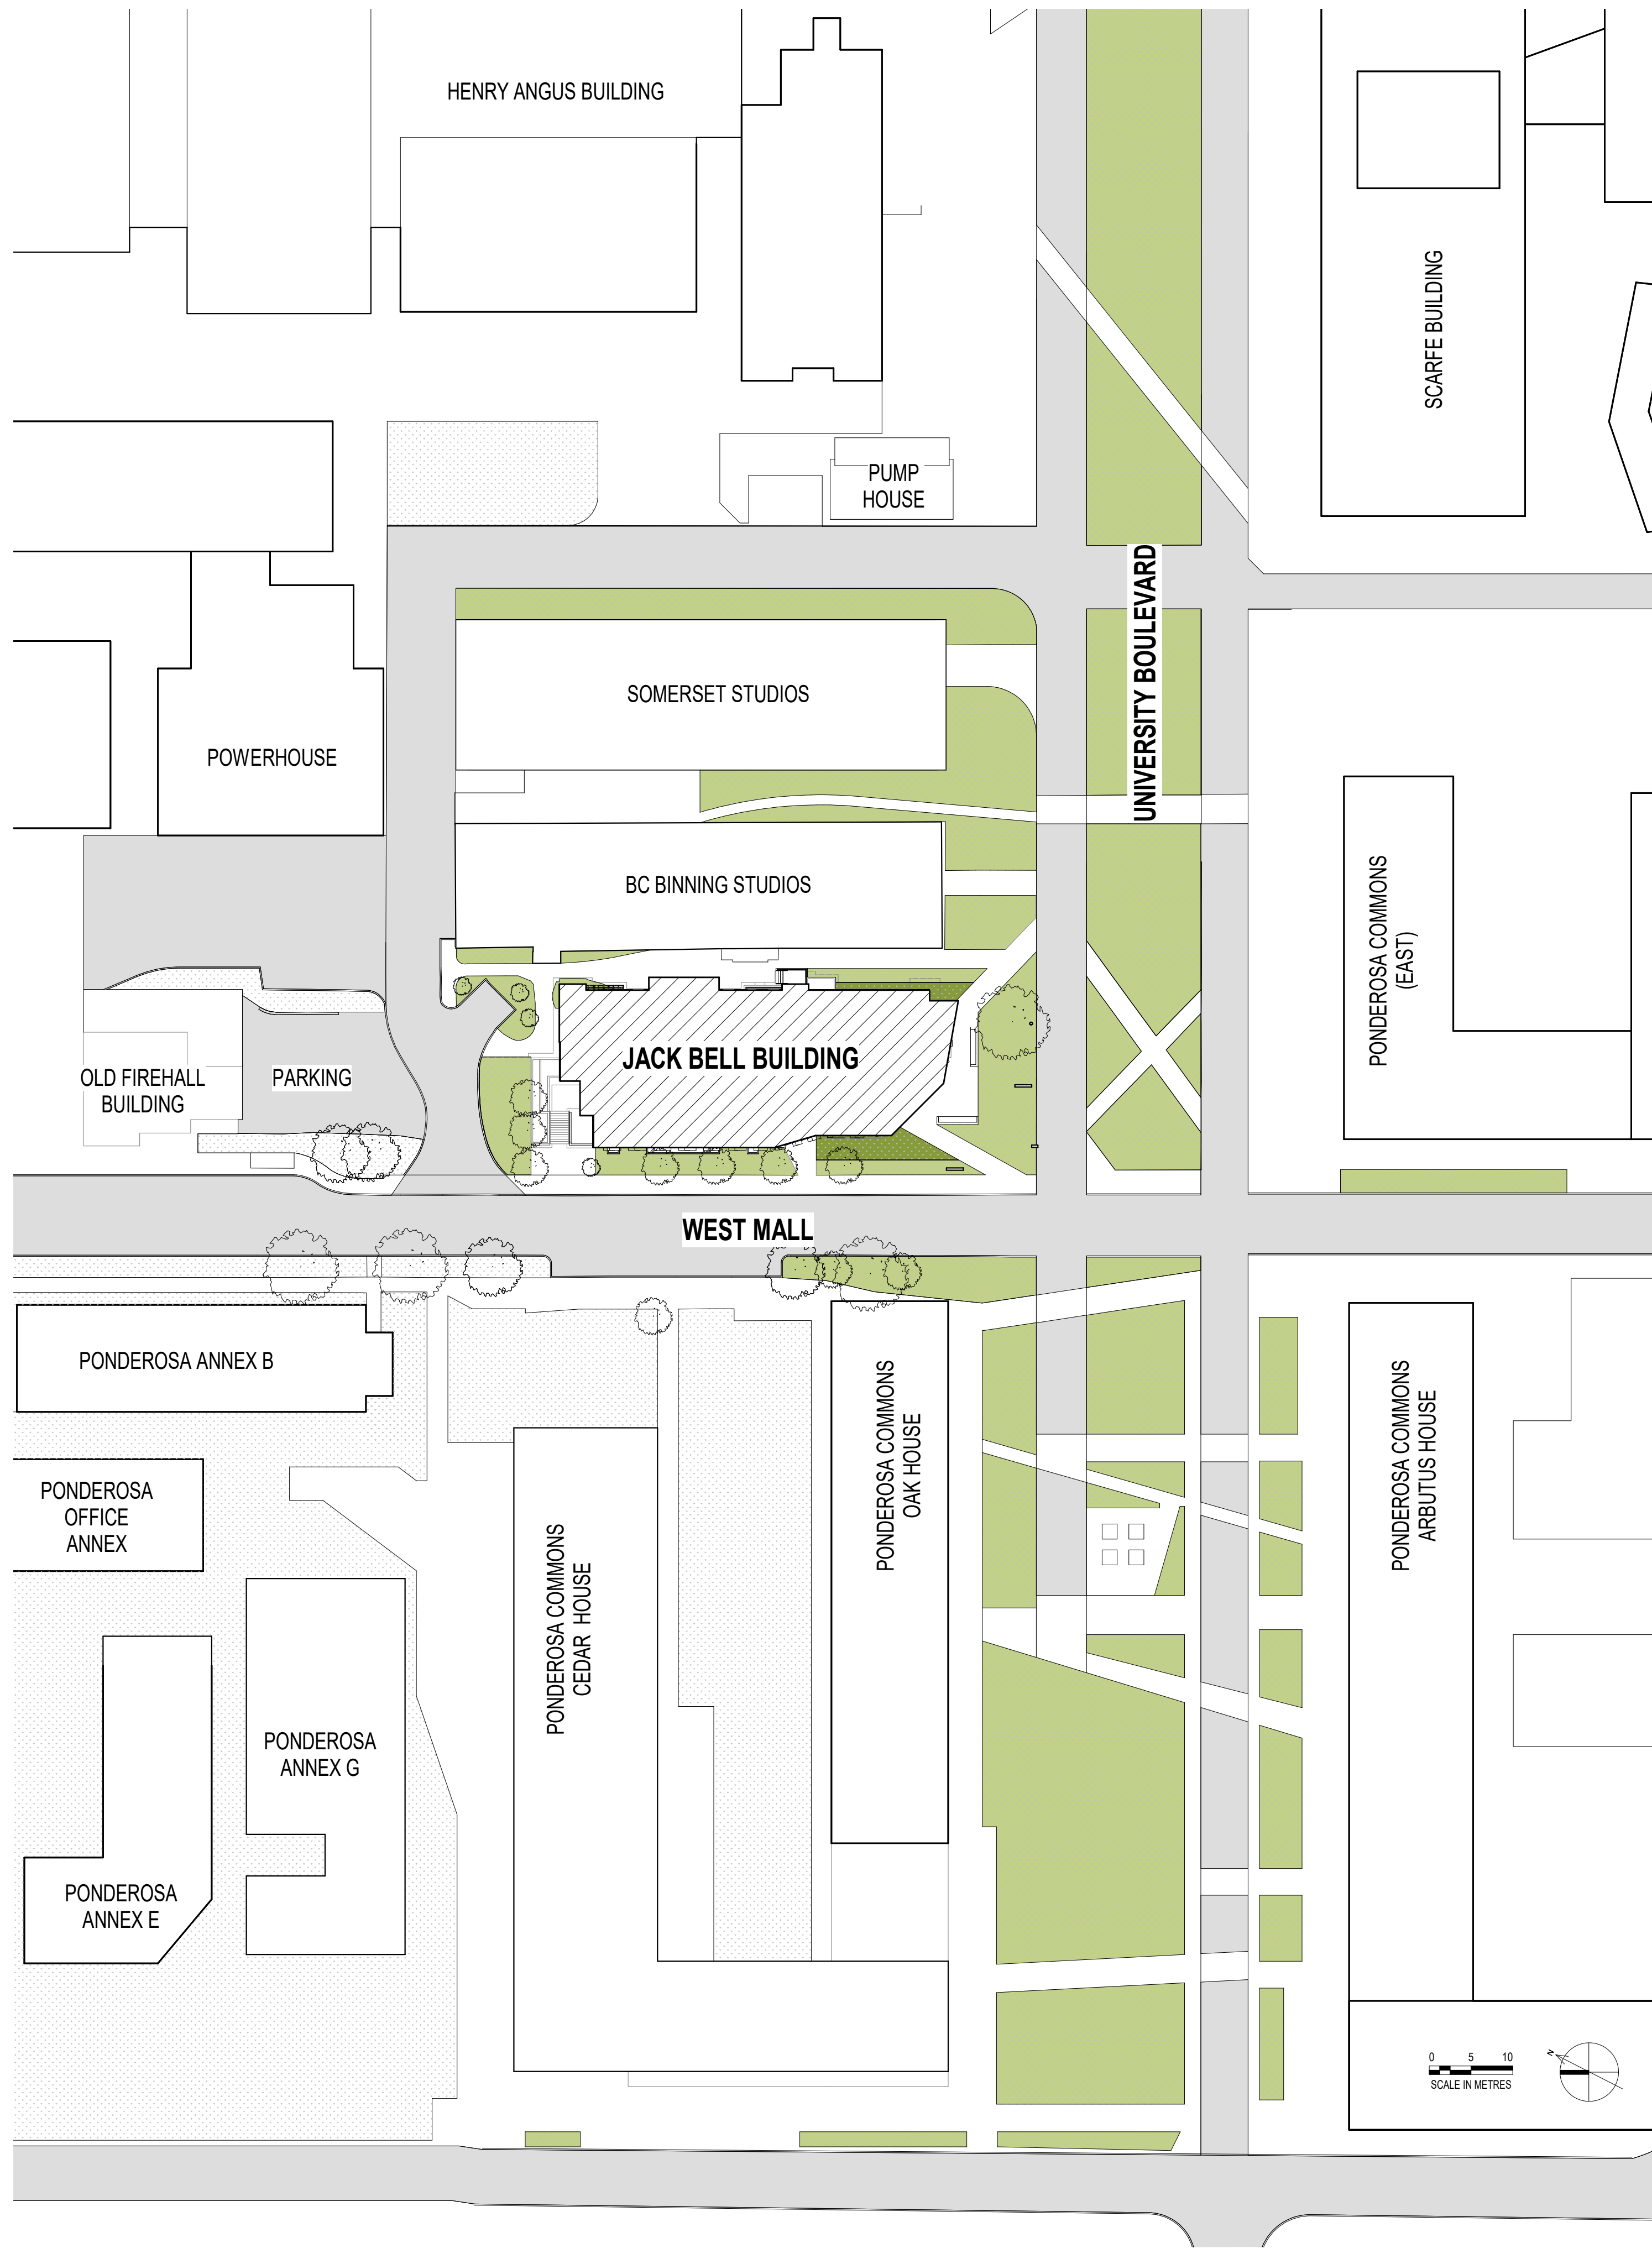 HENRY ANGUS BUILDING
SCARFE BUILDING
PUMP
HOUSE
UNIVERSITY BOULEVARD
SOMERSET STUDIOS
POWERHOUSE
BC BINNING STUDIOS
PONDEROSA COMMONS
(EAST)
JACK BELL BUILDING
OLD FIREHALL
BUILDING
PARKING
WEST MALL
PONDEROSA ANNEX B
PONDEROSA COMMONS
OAK HOUSE
PONDEROSA COMMONS
ARBUTUS HOUSE
PONDEROSA
OFFICE
ANNEX
PONDEROSA COMMONS
CEDAR HOUSE
PONDEROSA
ANNEX G
PONDEROSA
ANNEX E
0 5 10
SCALE IN METRES
N